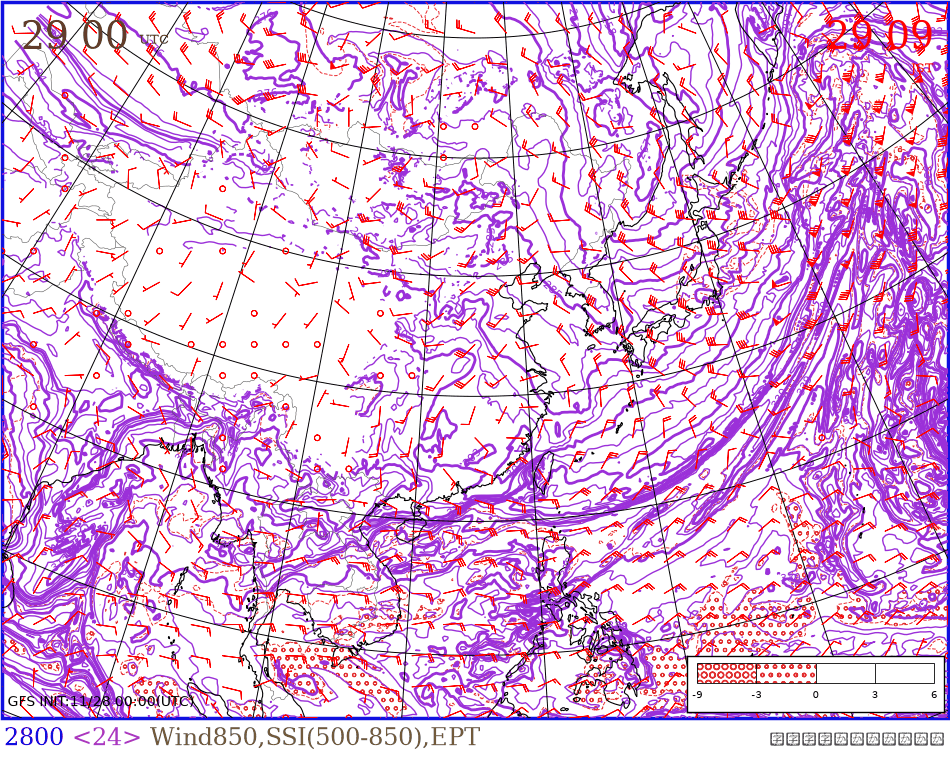 29 00 UTC 29 09
-9 -3 0 3 6
GFS INIT:11/28 00:00(UTC)
2800 <24> Wind850,SSI(500-850),EPT